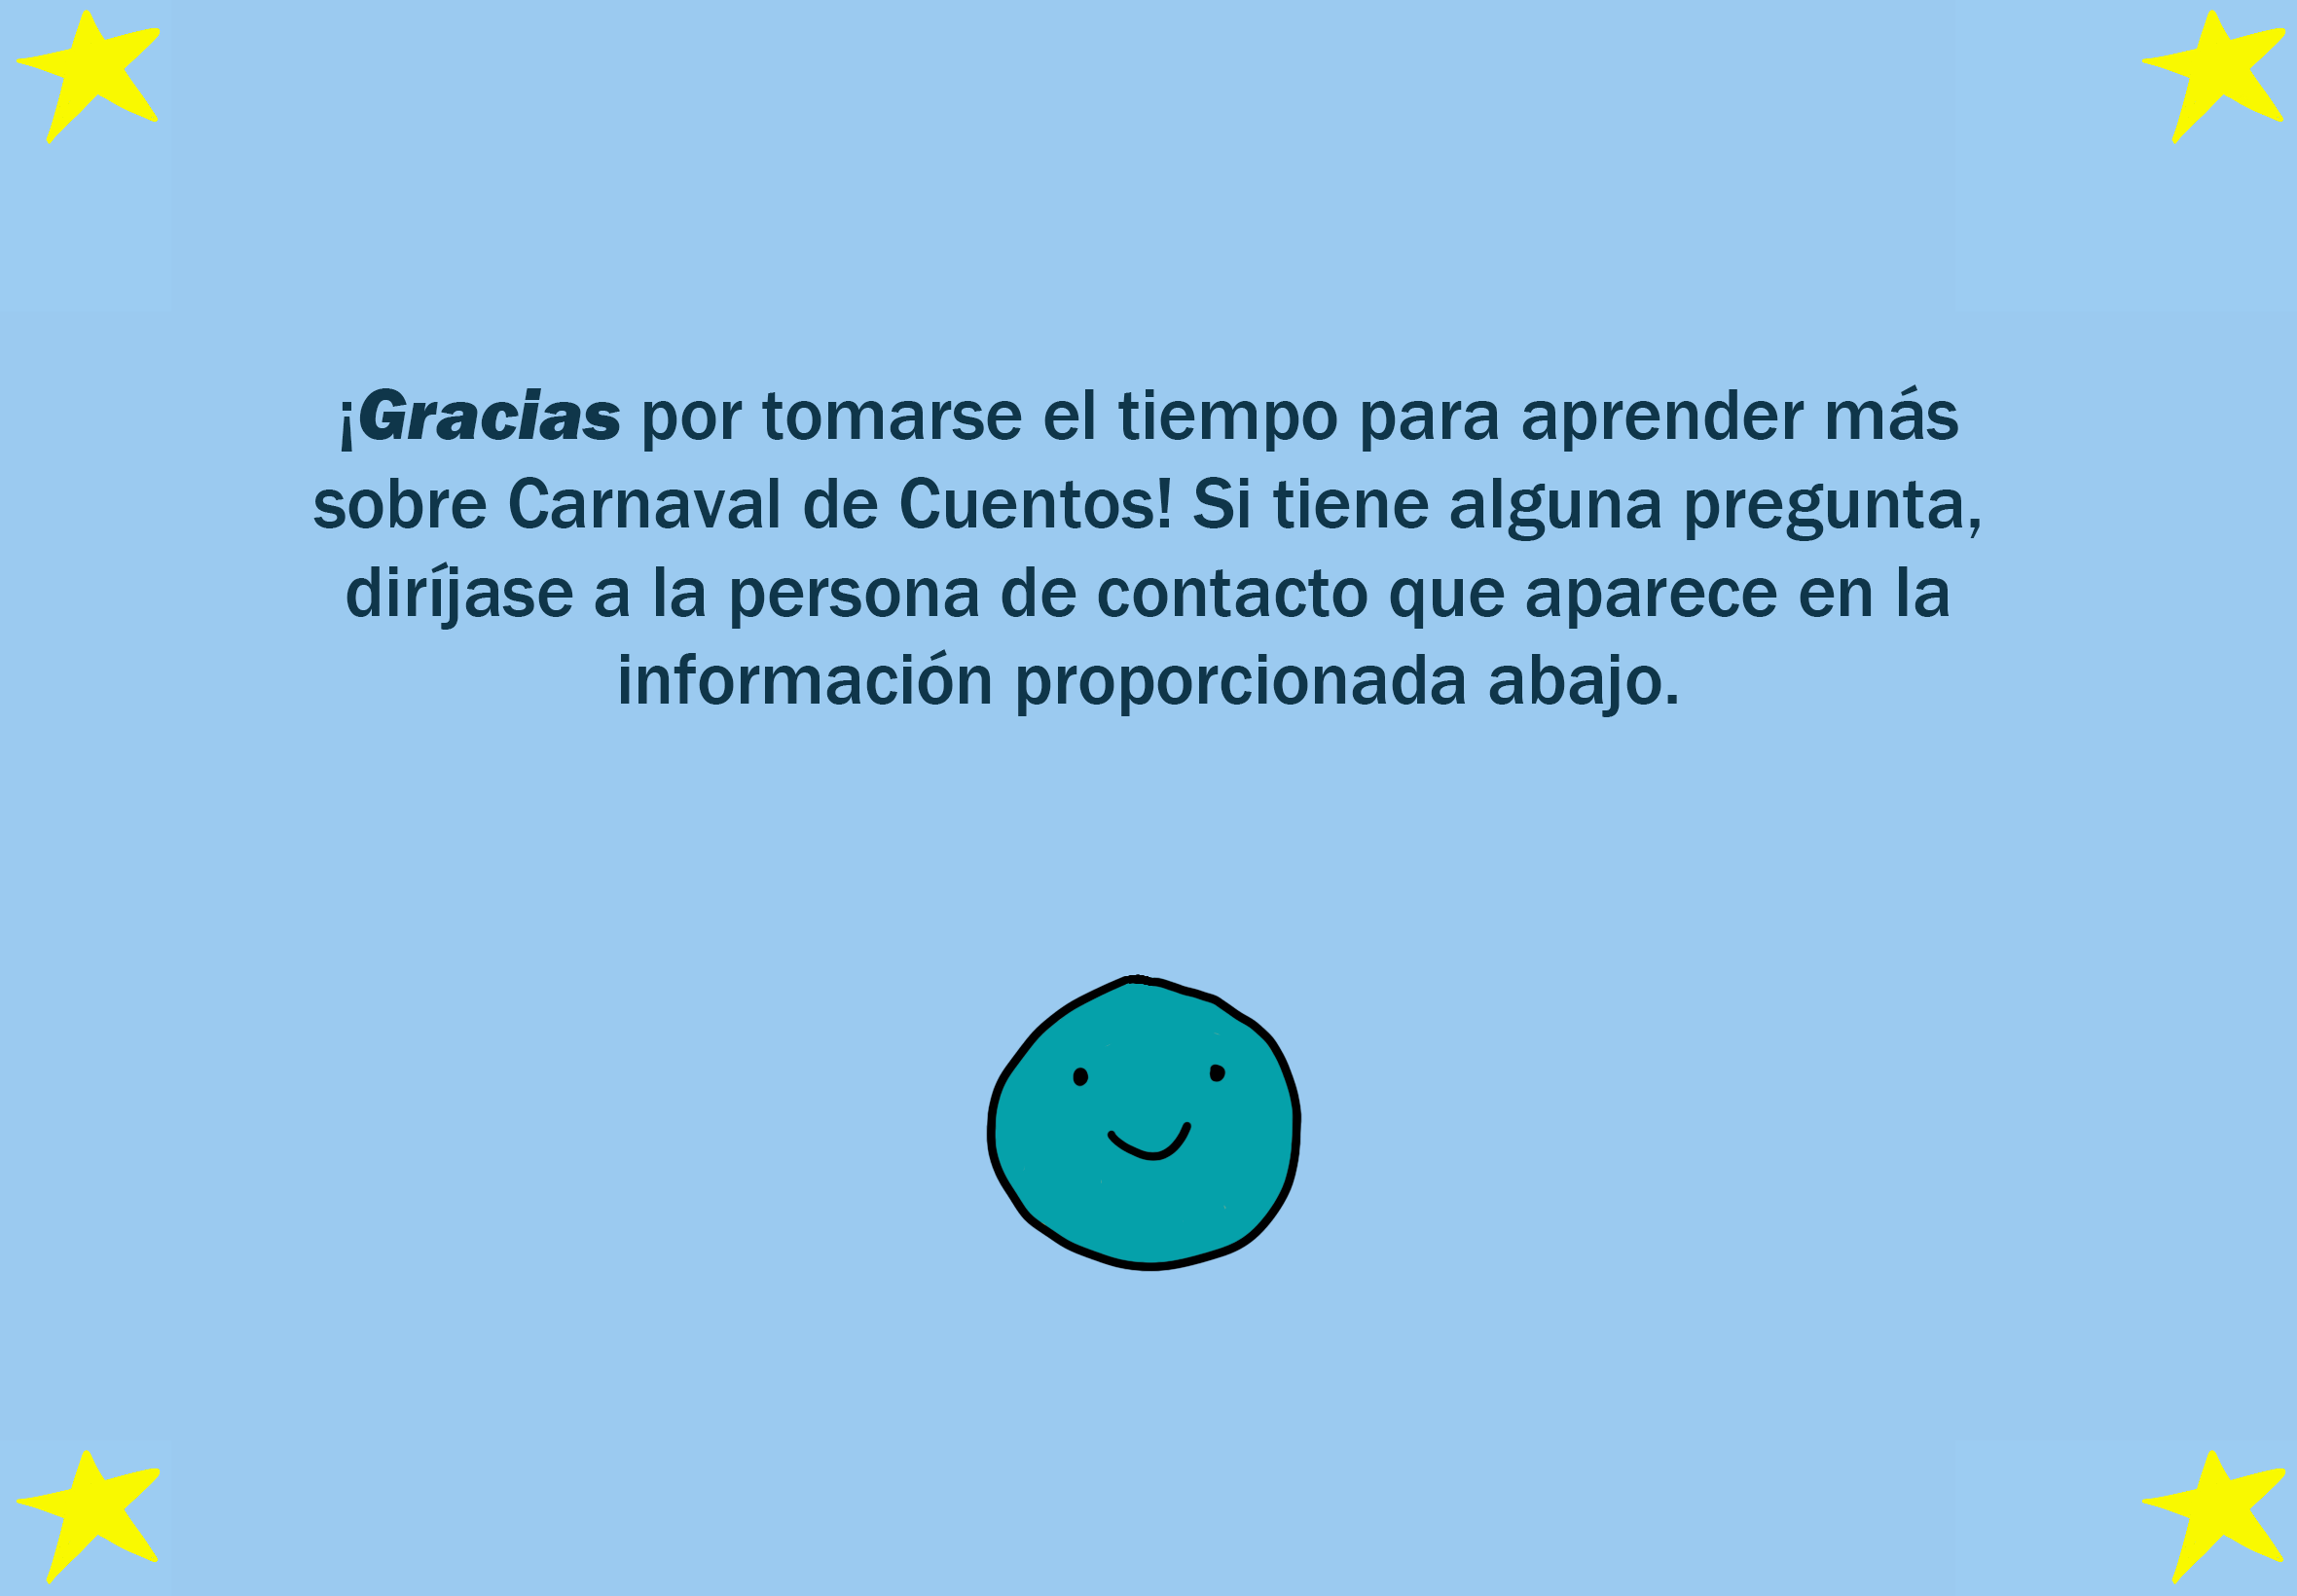 ¡Gracias por tomarse el tiempo para aprender más
sobre Carnaval de Cuentos! Si tiene alguna pregunta,
diríjase a la persona de contacto que aparece en la
información proporcionada abajo.